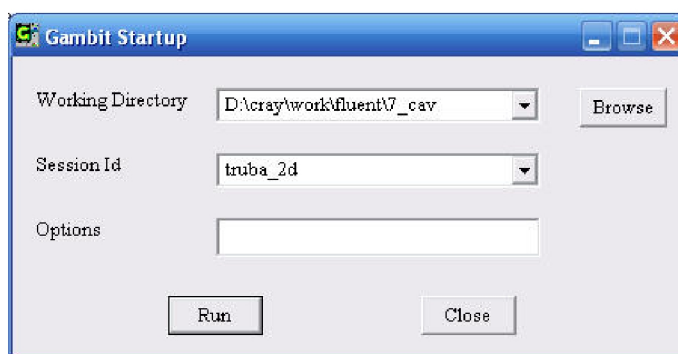 Gambit Startup
Working Directory
D:\cray\work\fluent\7_cav
Browse
Session Id
truba_2d
Options
Run
Close